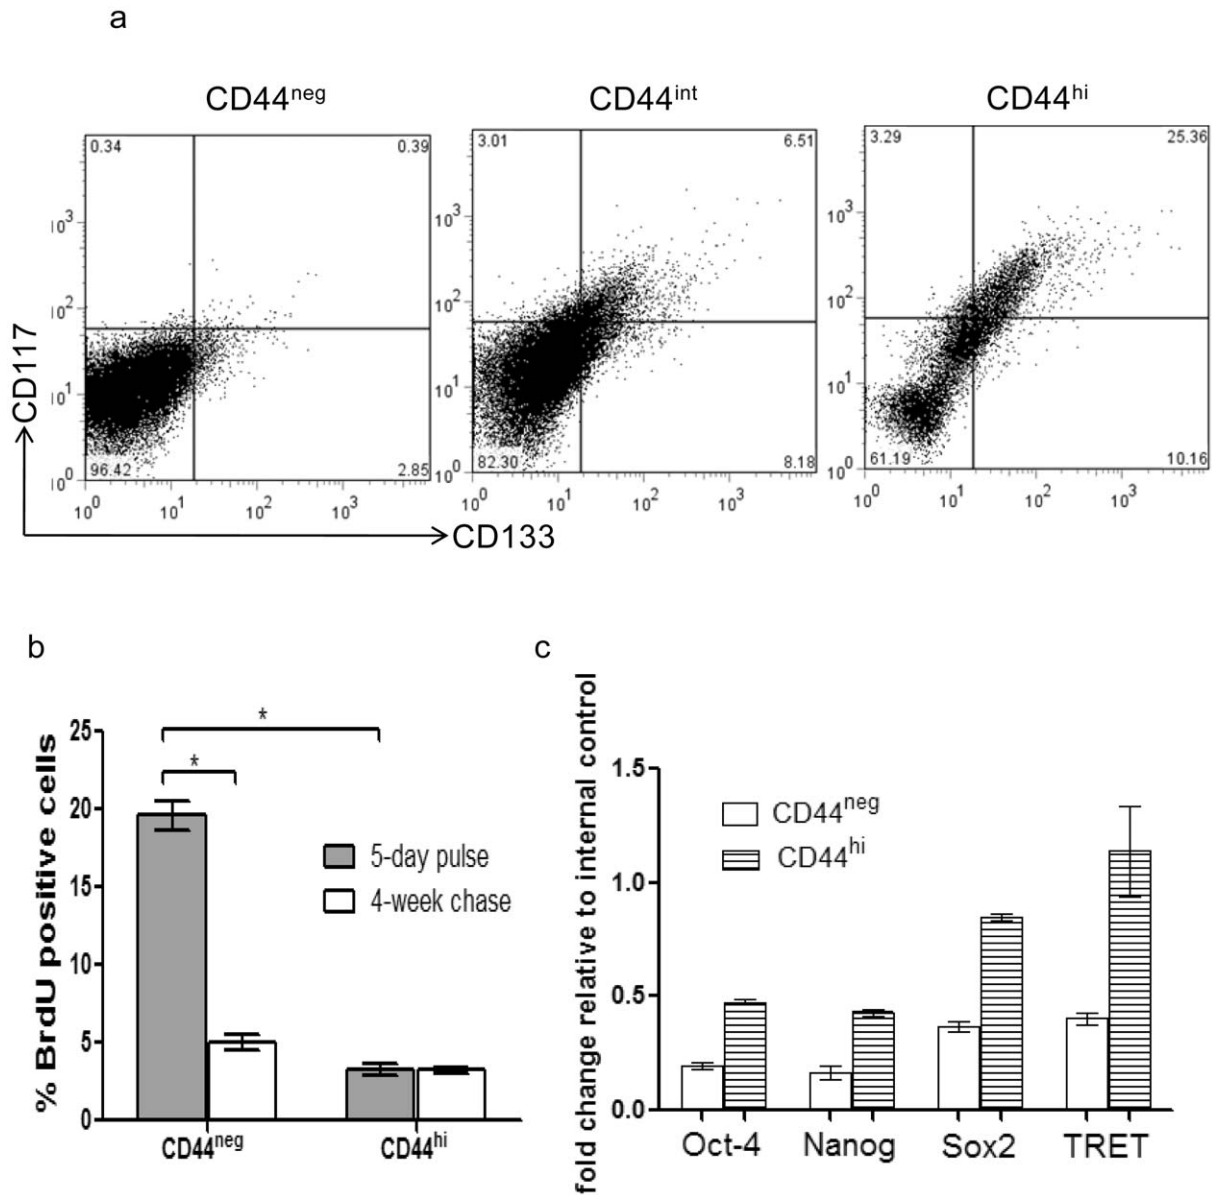 a
CD44neg
CD44int
CD44hi
0.34 0.39
3.01 6.51
3.29 25.36
10³
10²
10¹
10⁰
96.42 2.85
10⁰ 10¹ 10² 10³
10³
10²
10¹
10⁰
82.30 8.18
10⁰ 10¹ 10² 10³
10³
10²
10¹
10⁰
61.19 10.16
10⁰ 10¹ 10² 10³
CD117
CD133
b
% BrdU positive cells
25
20
15
10
5
0
*
*
5-day pulse
4-week chase
CD44neg CD44hi
c
fold change relative to internal control
1.5
1.0
0.5
0.0
CD44neg
CD44hi
Oct-4 Nanog Sox2 TRET